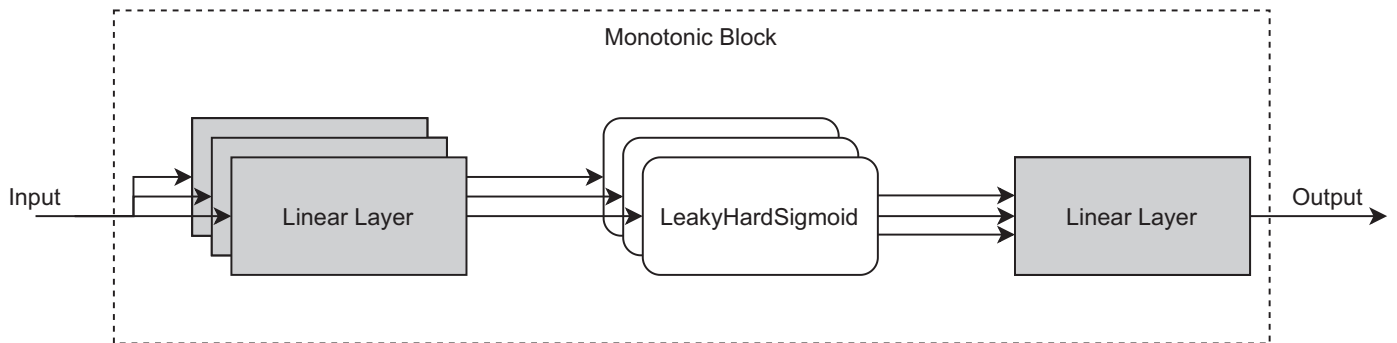 Monotonic Block
Input
Linear Layer
LeakyHardSigmoid
Linear Layer
Output